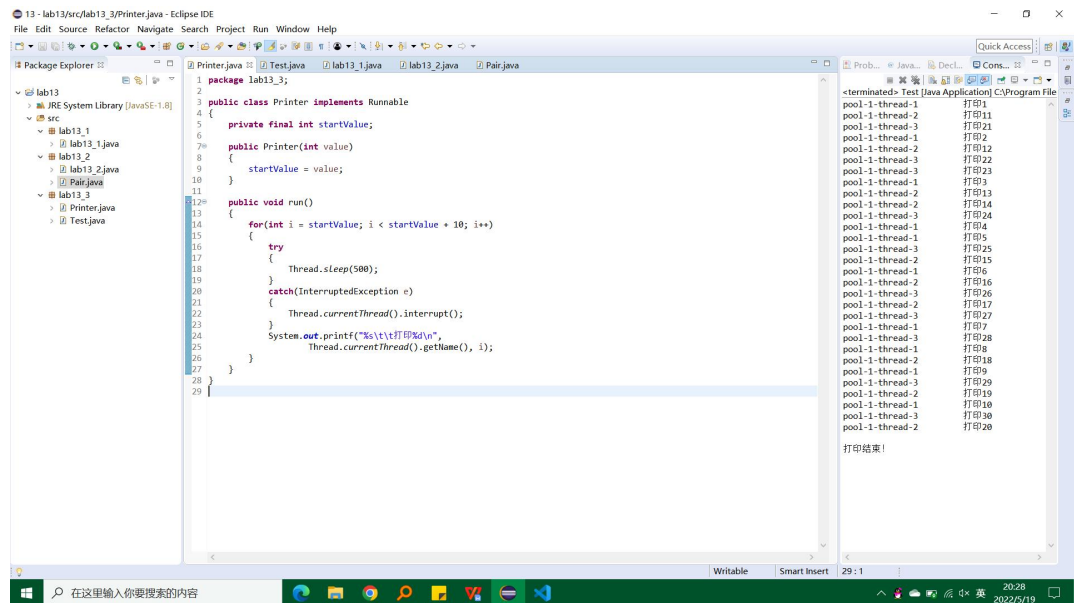 13 - lab13/src/lab13_3/Printer.java - Eclipse IDE
File Edit Source Refactor Navigate Search Project Run Window Help
Quick Access
Package Explorer
lab13
JRE System Library [JavaSE-1.8]
src
lab13_1
lab13_1.java
lab13_2
lab13_2.java
Pair.java
lab13_3
Printer.java
Test.java
Printer.java Test.java lab13_1.java lab13_2.java Pair.java
1 package lab13_3;
2
3 public class Printer implements Runnable
4 {
5 private final int startValue;
6
7 public Printer(int value)
8 {
9 startValue = value;
10 }
11
12 public void run()
13 {
14 for(int i = startValue; i < startValue + 10; i++)
15 {
16 try
17 {
18 Thread.sleep(500);
19 }
20 catch(InterruptedException e)
21 {
22 Thread.currentThread().interrupt();
23 }
24 System.out.printf("%s\t\t打印%d\n",
25 Thread.currentThread().getName(), i);
26 }
27 }
28 }
29
Prob... Java... Decl... Cons...
<terminated> Test [Java Application] C:\Program File
pool-1-thread-1 打印1
pool-1-thread-2 打印11
pool-1-thread-3 打印21
pool-1-thread-1 打印2
pool-1-thread-2 打印12
pool-1-thread-3 打印22
pool-1-thread-3 打印23
pool-1-thread-1 打印3
pool-1-thread-2 打印13
pool-1-thread-2 打印14
pool-1-thread-3 打印24
pool-1-thread-1 打印4
pool-1-thread-1 打印5
pool-1-thread-3 打印25
pool-1-thread-2 打印15
pool-1-thread-1 打印6
pool-1-thread-2 打印16
pool-1-thread-3 打印26
pool-1-thread-2 打印17
pool-1-thread-3 打印27
pool-1-thread-1 打印7
pool-1-thread-3 打印28
pool-1-thread-1 打印8
pool-1-thread-2 打印18
pool-1-thread-1 打印9
pool-1-thread-3 打印29
pool-1-thread-2 打印19
pool-1-thread-1 打印10
pool-1-thread-3 打印30
pool-1-thread-2 打印20
打印结束!
Writable Smart Insert 29 : 1
在这里输入你要搜索的内容
英
20:28
2022/5/19